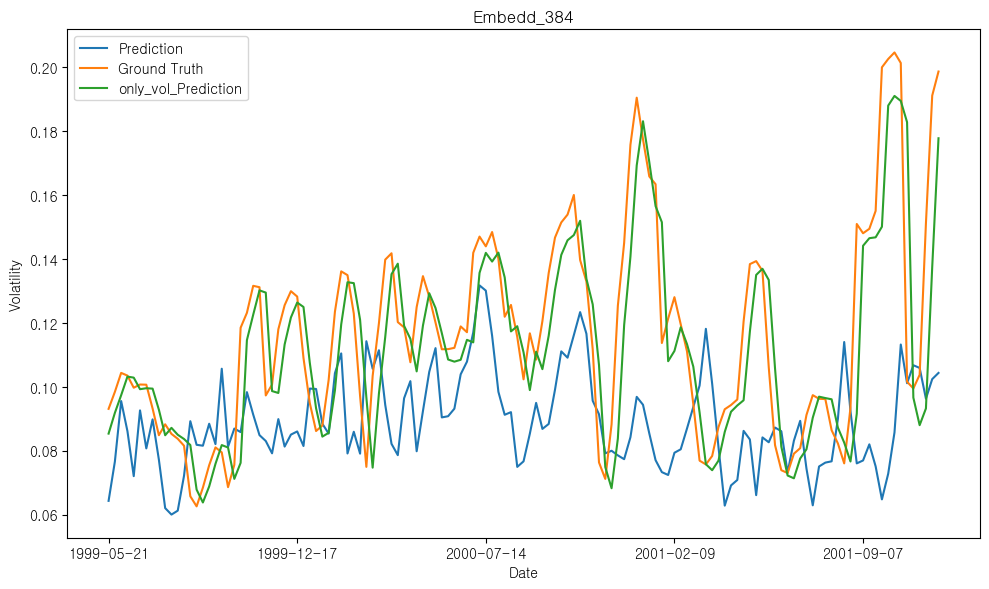 Embedd_384
Prediction
Ground Truth
only_vol_Prediction
Volatility
0.20
0.18
0.16
0.14
0.12
0.10
0.08
0.06
1999-05-21
1999-12-17
2000-07-14
2001-02-09
2001-09-07
Date